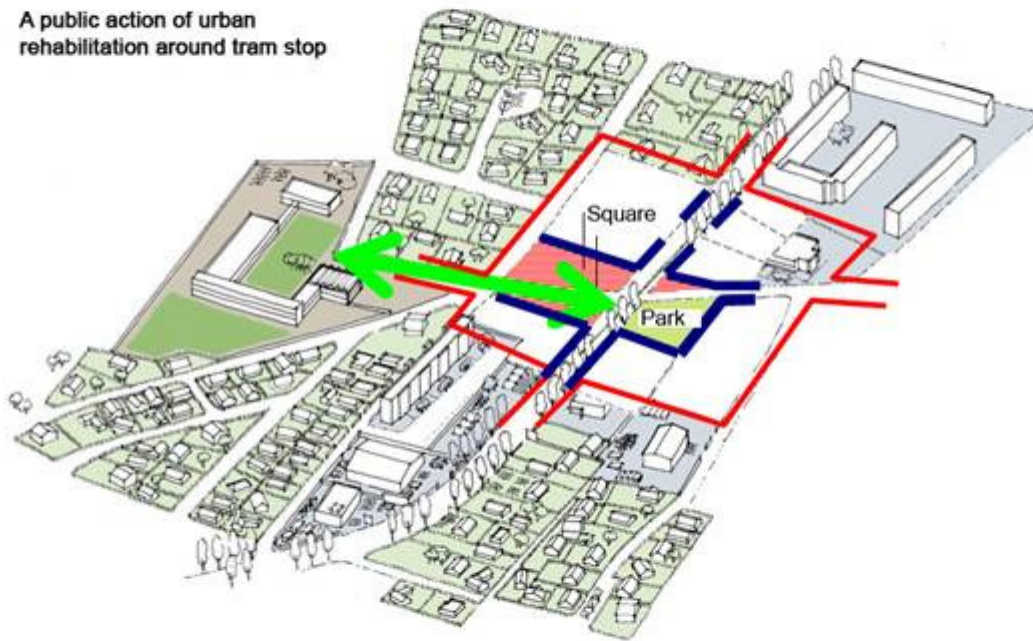 A public action of urban
rehabilitation around tram stop
Square
Park